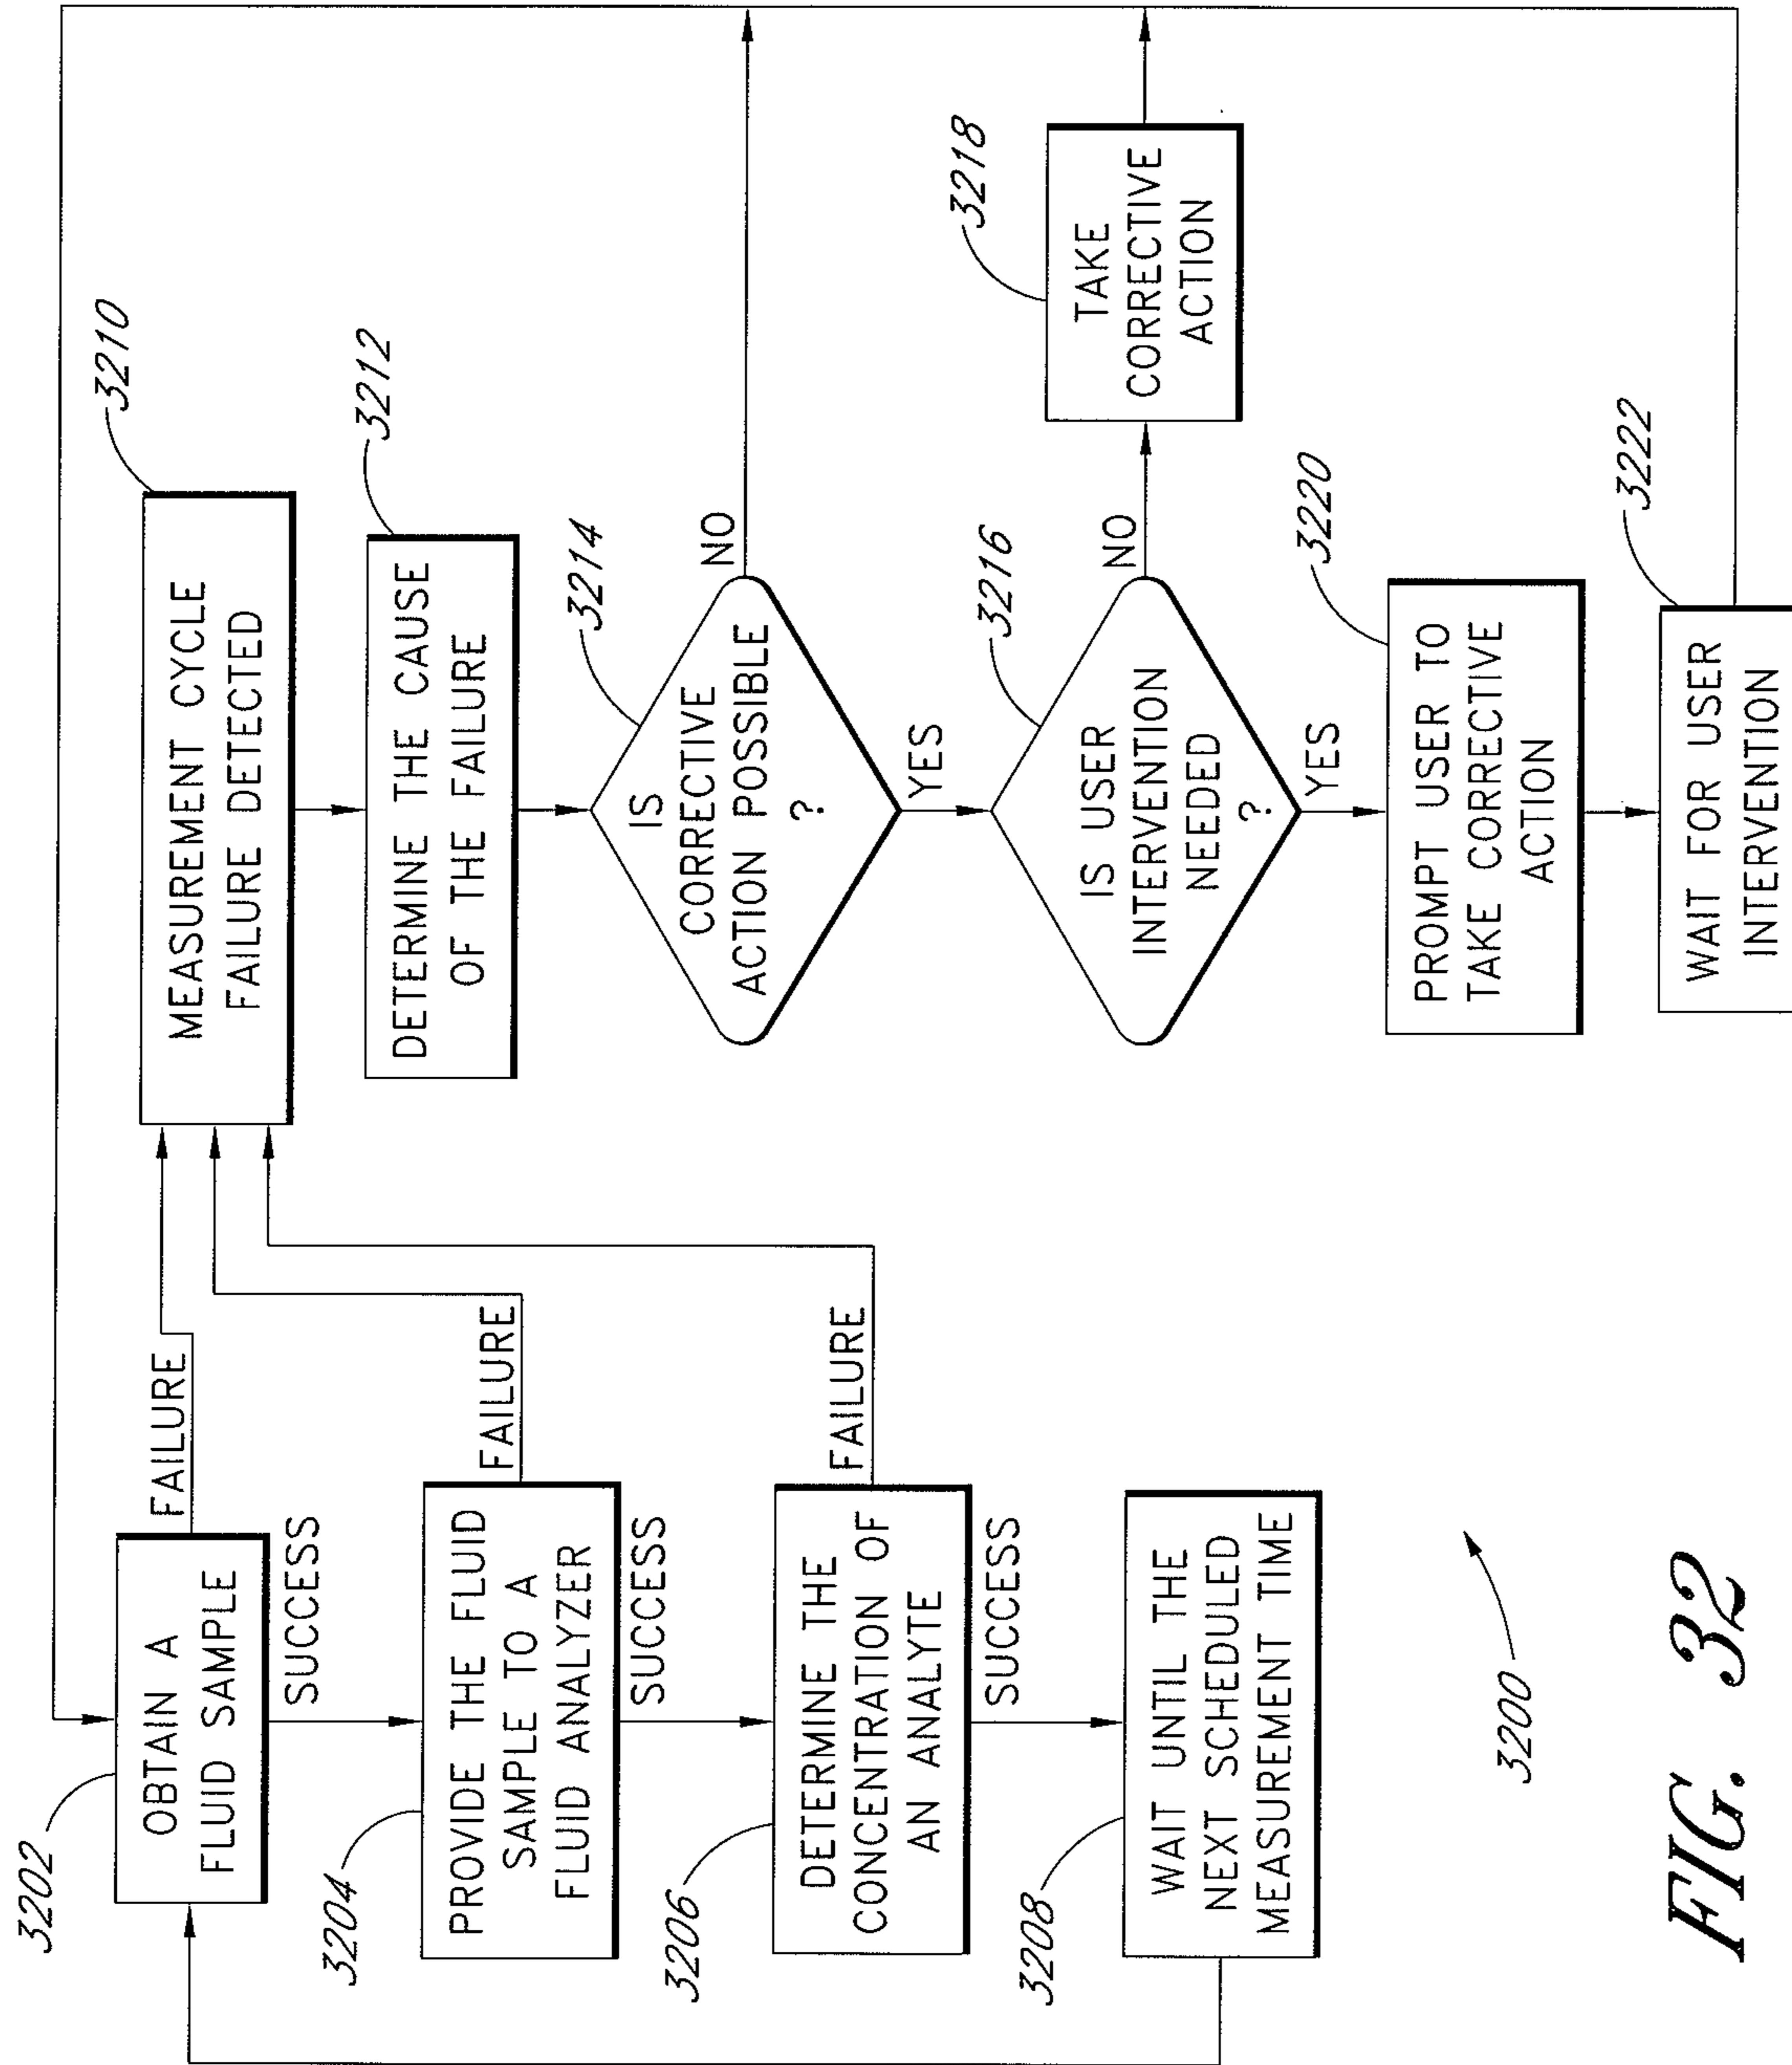 3202
OBTAIN A
FLUID SAMPLE
FAILURE
SUCCESS
3204
PROVIDE THE FLUID
SAMPLE TO A
FLUID ANALYZER
FAILURE
SUCCESS
3206
DETERMINE THE
CONCENTRATION OF
AN ANALYTE
FAILURE
SUCCESS
3208
WAIT UNTIL THE
NEXT SCHEDULED
MEASUREMENT TIME
3200
3210
MEASUREMENT CYCLE
FAILURE DETECTED
3212
DETERMINE THE CAUSE
OF THE FAILURE
3214
IS
CORRECTIVE
ACTION POSSIBLE
?
NO
YES
3216
IS USER
INTERVENTION
NEEDED
?
NO
YES
3218
TAKE
CORRECTIVE
ACTION
3220
PROMPT USER TO
TAKE CORRECTIVE
ACTION
3222
WAIT FOR USER
INTERVENTION
FIG. 32